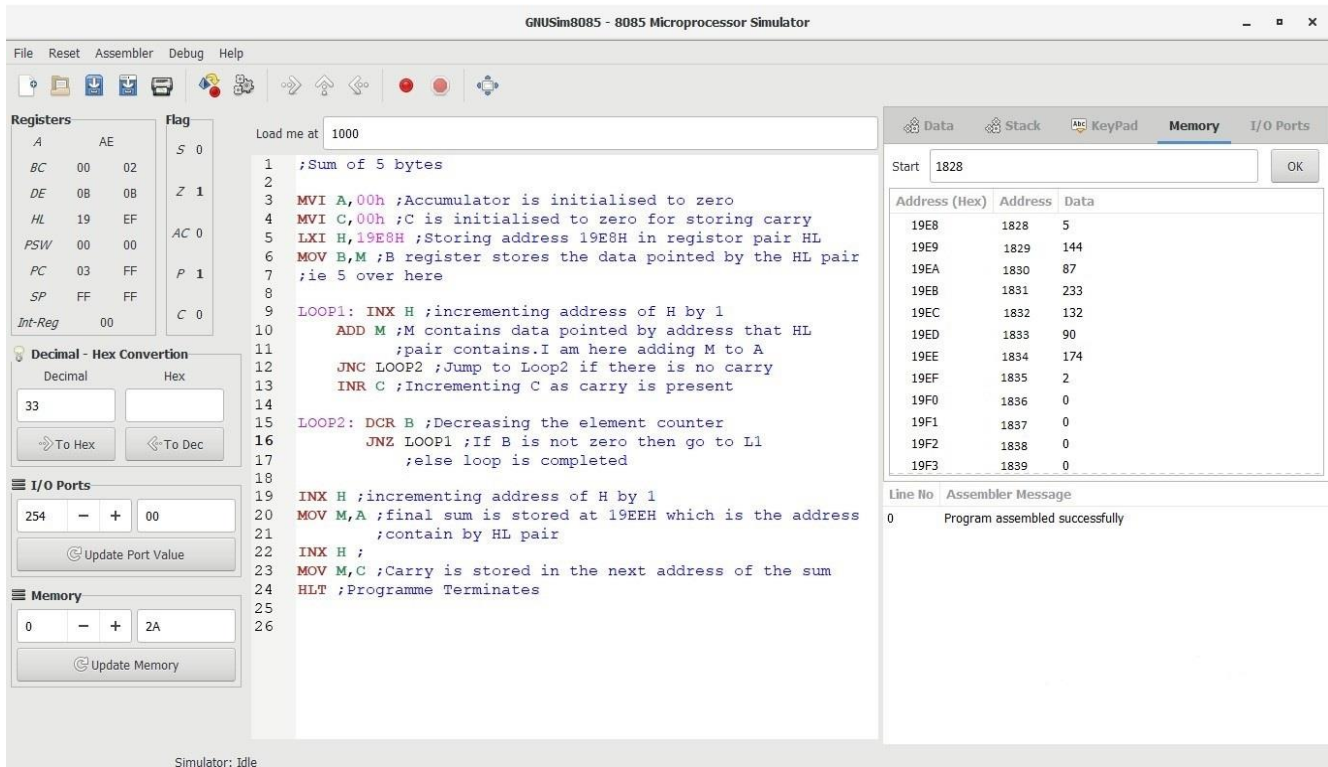 GNUSim8085 - 8085 Microprocessor Simulator
File Reset Assembler Debug Help
Registers
A AE
BC 00 02
DE 0B 0B
HL 19 EF
PSW 00 00
PC 03 FF
SP FF FF
Int-Reg 00
Flag
S 0
Z 1
AC 0
P 1
C 0
Decimal - Hex Convertion
Decimal Hex
33
To Hex To Dec
I/O Ports
254 − + 00
Update Port Value
Memory
0 − + 2A
Update Memory
Load me at 1000
1 ;Sum of 5 bytes
2
3 MVI A,00h ;Accumulator is initialised to zero
4 MVI C,00h ;C is initialised to zero for storing carry
5 LXI H,19E8H ;Storing address 19E8H in registor pair HL
6 MOV B,M ;B register stores the data pointed by the HL pair
7 ;ie 5 over here
8
9 LOOP1: INX H ;incrementing address of H by 1
10 ADD M ;M contains data pointed by address that HL
11 ;pair contains.I am here adding M to A
12 JNC LOOP2 ;Jump to Loop2 if there is no carry
13 INR C ;Incrementing C as carry is present
14
15 LOOP2: DCR B ;Decreasing the element counter
16 JNZ LOOP1 ;If B is not zero then go to L1
17 ;else loop is completed
18
19 INX H ;incrementing address of H by 1
20 MOV M,A ;final sum is stored at 19EEH which is the address
21 ;contain by HL pair
22 INX H ;
23 MOV M,C ;Carry is stored in the next address of the sum
24 HLT ;Programme Terminates
25
26
Data Stack Abc KeyPad Memory I/O Ports
Start 1828 OK
Address (Hex) Address Data
19E8 1828 5
19E9 1829 144
19EA 1830 87
19EB 1831 233
19EC 1832 132
19ED 1833 90
19EE 1834 174
19EF 1835 2
19F0 1836 0
19F1 1837 0
19F2 1838 0
19F3 1839 0
Line No Assembler Message
0 Program assembled successfully
Simulator: Idle